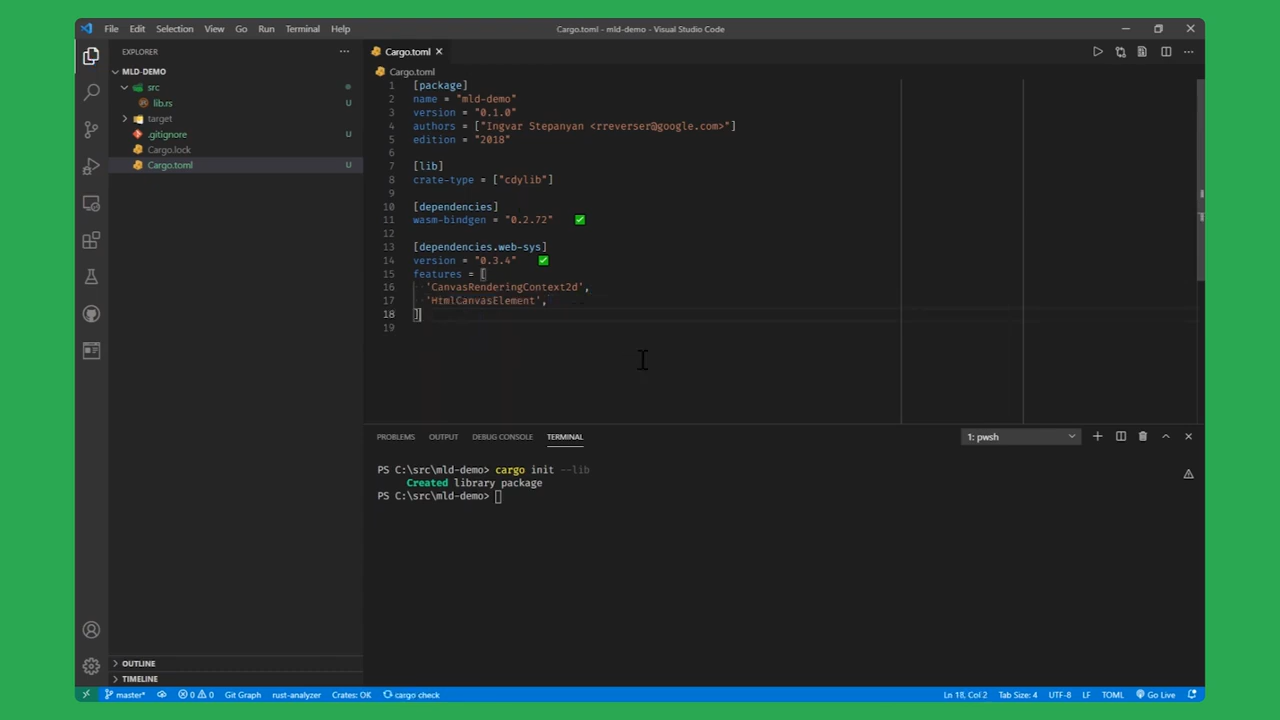 File Edit Selection View Go Run Terminal Help
Cargo.toml - mld-demo - Visual Studio Code
EXPLORER
MLD-DEMO
src
lib.rs U
target
.gitignore U
Cargo.lock
Cargo.toml U
OUTLINE
TIMELINE
Cargo.toml
Cargo.toml
1 [package]
2 name = "mld-demo"
3 version = "0.1.0"
4 authors = ["Ingvar Stepanyan <rreverser@google.com>"]
5 edition = "2018"
6
7 [lib]
8 crate-type = ["cdylib"]
9
10 [dependencies]
11 wasm-bindgen = "0.2.72"
12
13 [dependencies.web-sys]
14 version = "0.3.4"
15 features = [
16 'CanvasRenderingContext2d',
17 'HtmlCanvasElement',
18 ]
19
PROBLEMS OUTPUT DEBUG CONSOLE TERMINAL
1: pwsh
PS C:\src\mld-demo> cargo init --lib
Created library package
PS C:\src\mld-demo>
master* 0 0 Git Graph rust-analyzer Crates: OK cargo check
Ln 18, Col 2 Tab Size: 4 UTF-8 LF TOML Go Live